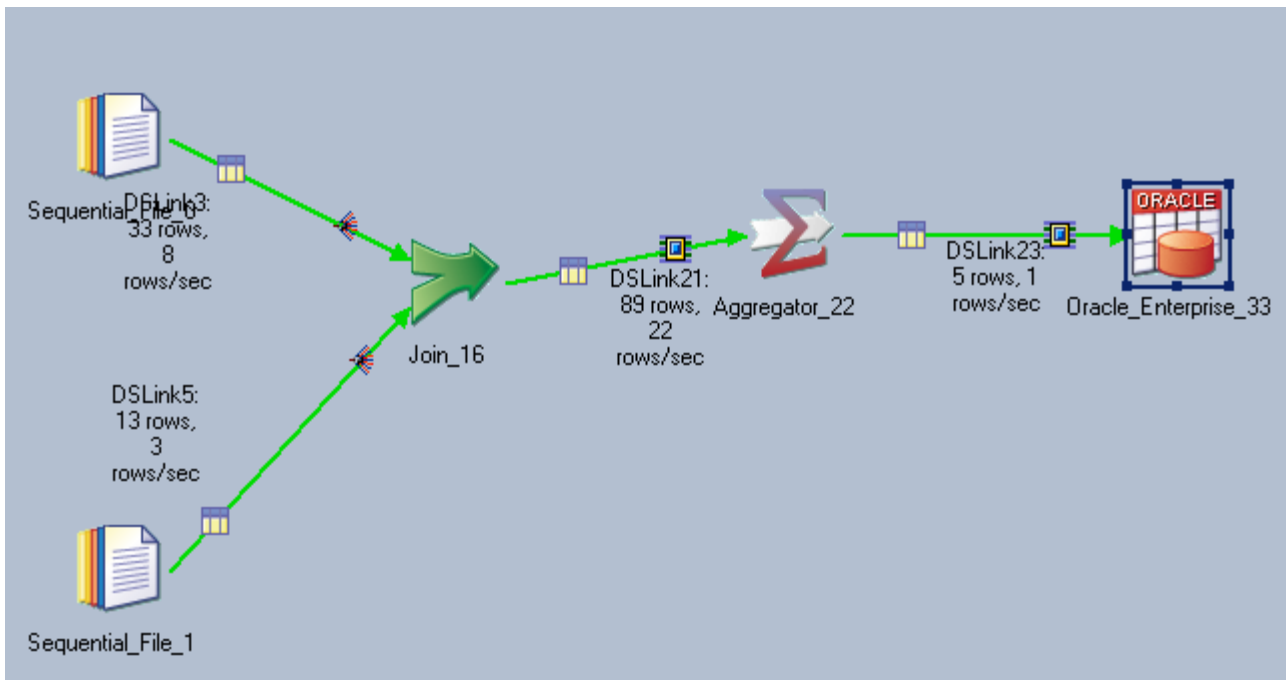 Sequential_File_0
DSLink3:
33 rows,
8
rows/sec
Join_16
DSLink5:
13 rows,
3
rows/sec
Sequential_File_1
DSLink21:
89 rows,
22
rows/sec
Aggregator_22
DSLink23:
5 rows, 1
rows/sec
ORACLE
Oracle_Enterprise_33